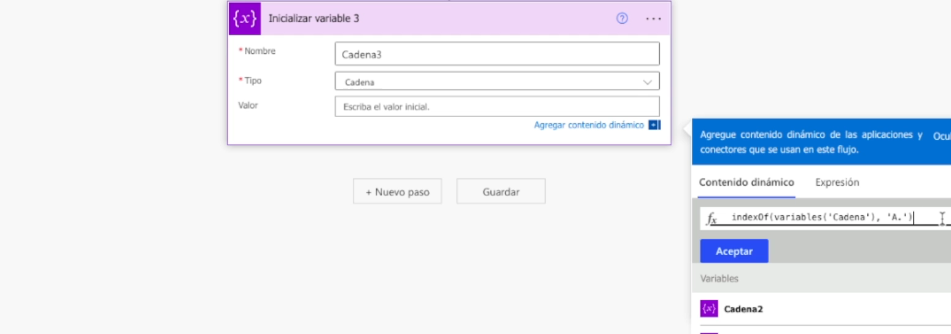 {x} Inicializar variable 3
* Nombre
Cadena3
* Tipo
Cadena
Valor
Escriba el valor inicial.
Agregar contenido dinámico
+ Nuevo paso
Guardar
Agregue contenido dinámico de las aplicaciones y
conectores que se usan en este flujo.
Ocul
Contenido dinámico
Expresión
fx indexOf(variables('Cadena'), 'A.')
Aceptar
Variables
{x} Cadena2